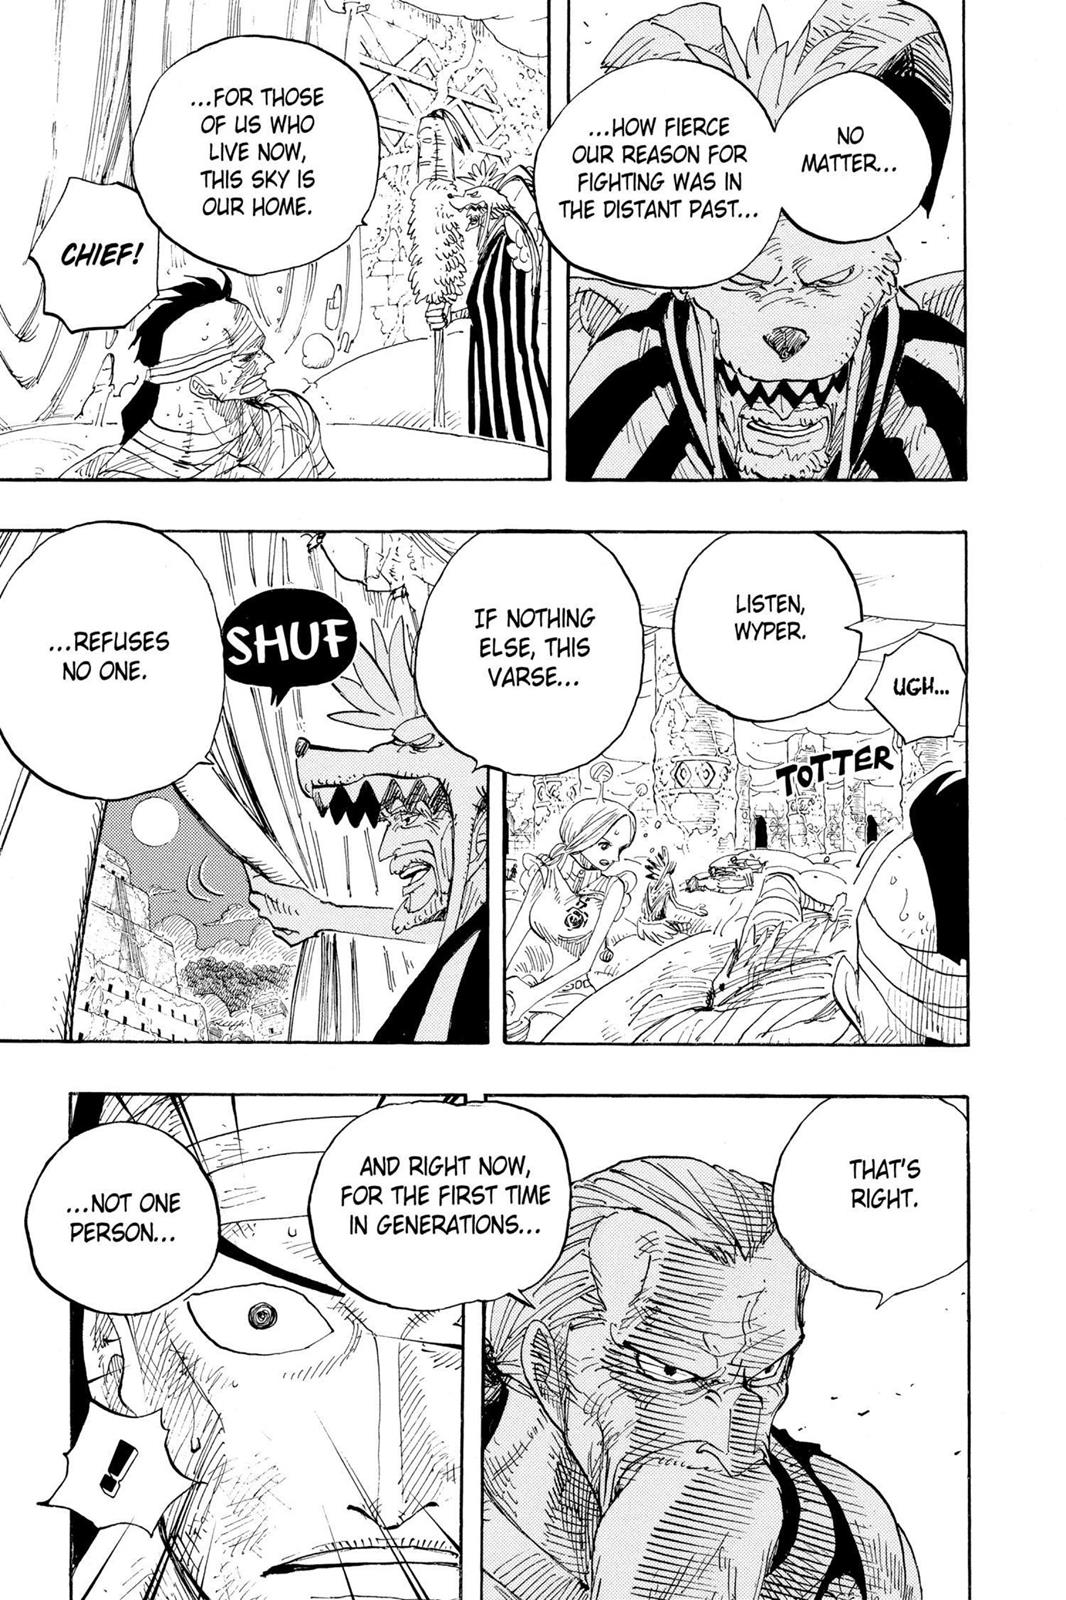 NO
MATTER...
...HOW FIERCE
OUR REASON FOR
FIGHTING WAS IN
THE DISTANT PAST...
...FOR THOSE
OF US WHO
LIVE NOW,
THIS SKY IS
OUR HOME.
CHIEF!
UGH...
TOTTER
LISTEN,
WYPER.
IF NOTHING
ELSE, THIS
VARSE...
SHUF
...REFUSES
NO ONE.
THAT'S
RIGHT.
AND RIGHT NOW,
FOR THE FIRST TIME
IN GENERATIONS...
...NOT ONE
PERSON...
!!